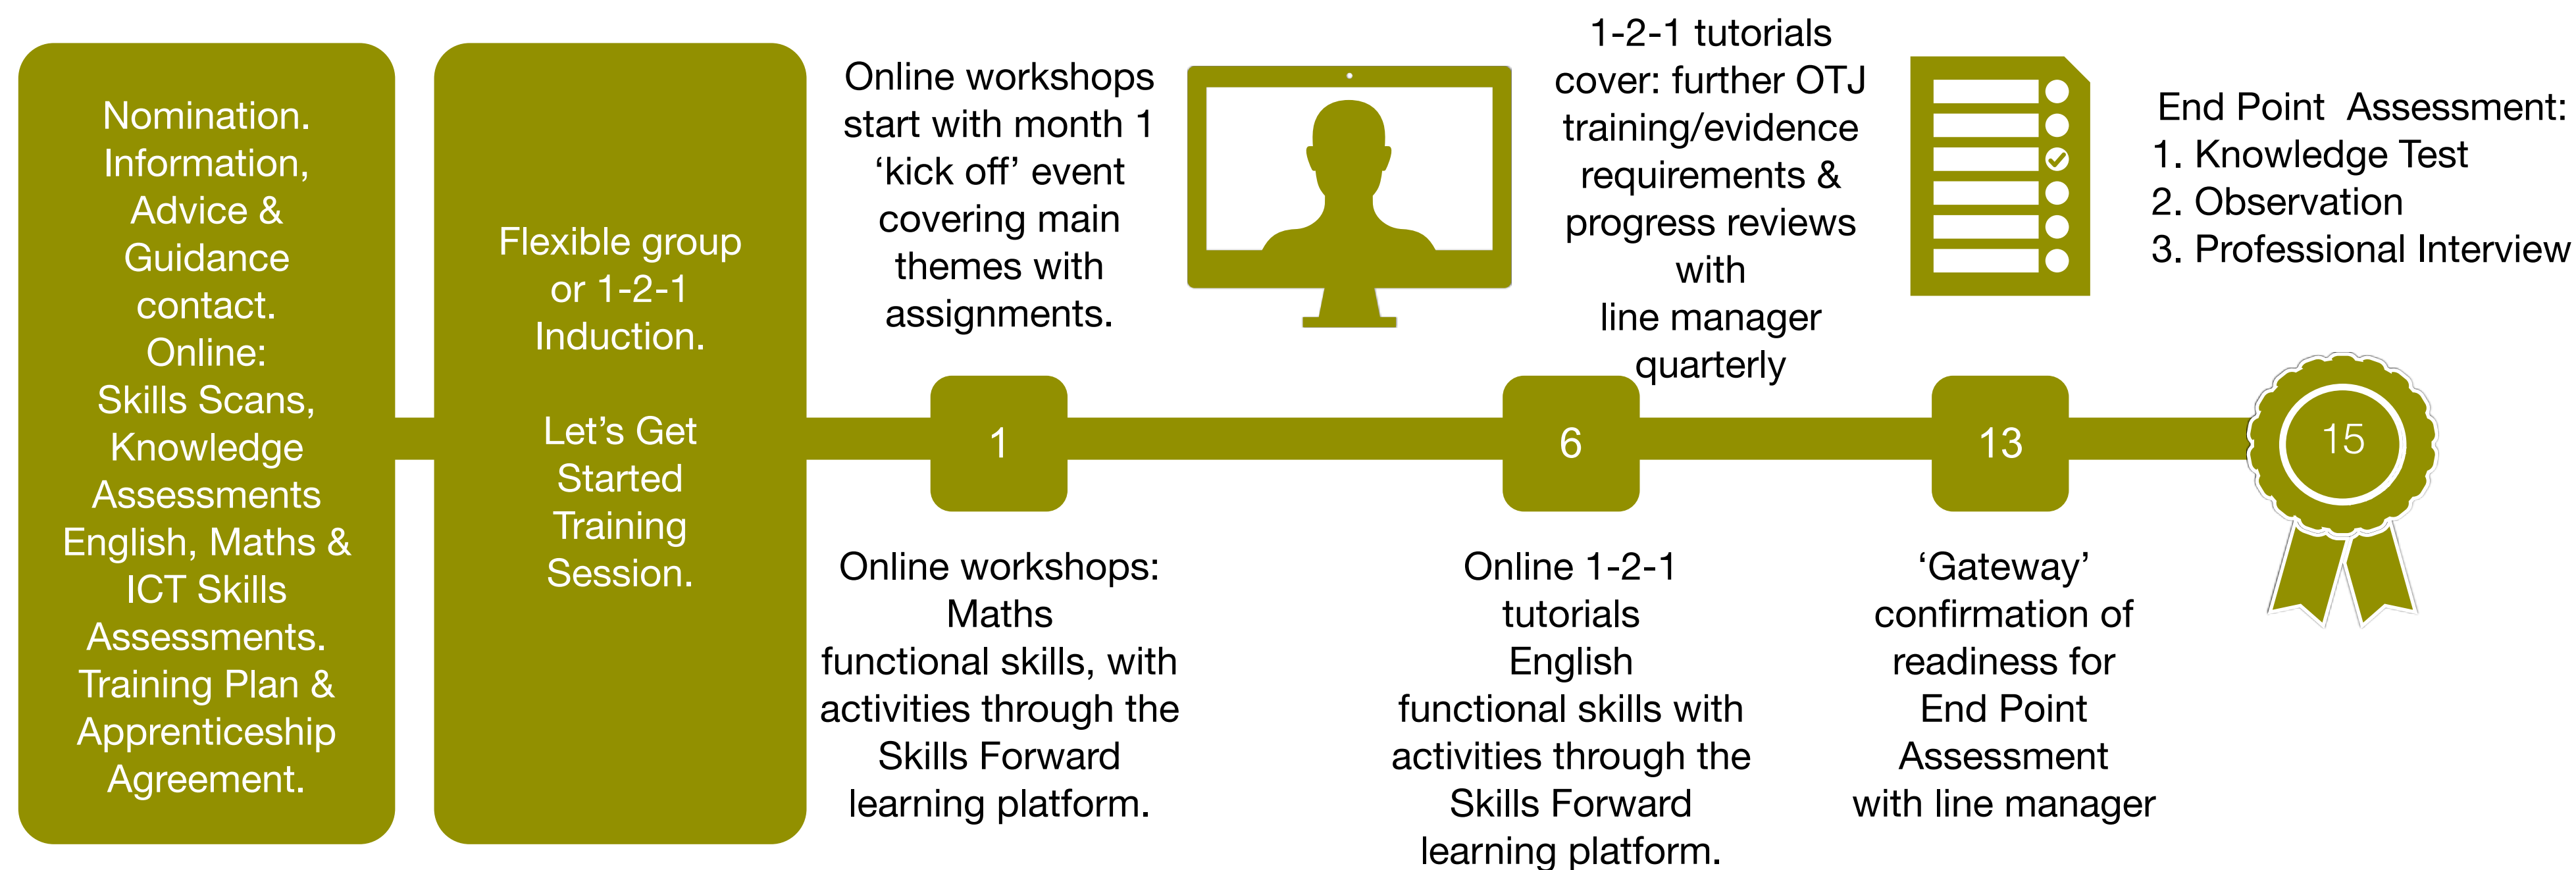 Nomination.
Information,
Advice &
Guidance
contact.
Online:
Skills Scans,
Knowledge
Assessments
English, Maths &
ICT Skills
Assessments.
Training Plan &
Apprenticeship
Agreement.
Flexible group
or 1-2-1
Induction.
Let’s Get
Started
Training
Session.
Online workshops
start with month 1
‘kick off’ event
covering main
themes with
assignments.
1
Online workshops:
Maths
functional skills, with
activities through the
Skills Forward
learning platform.
1-2-1 tutorials
cover: further OTJ
training/evidence
requirements &
progress reviews
with
line manager
quarterly
6
Online 1-2-1
tutorials
English
functional skills with
activities through the
Skills Forward
learning platform.
13
‘Gateway’
confirmation of
readiness for
End Point
Assessment
with line manager
End Point  Assessment:
1. Knowledge Test
2. Observation
3. Professional Interview
15